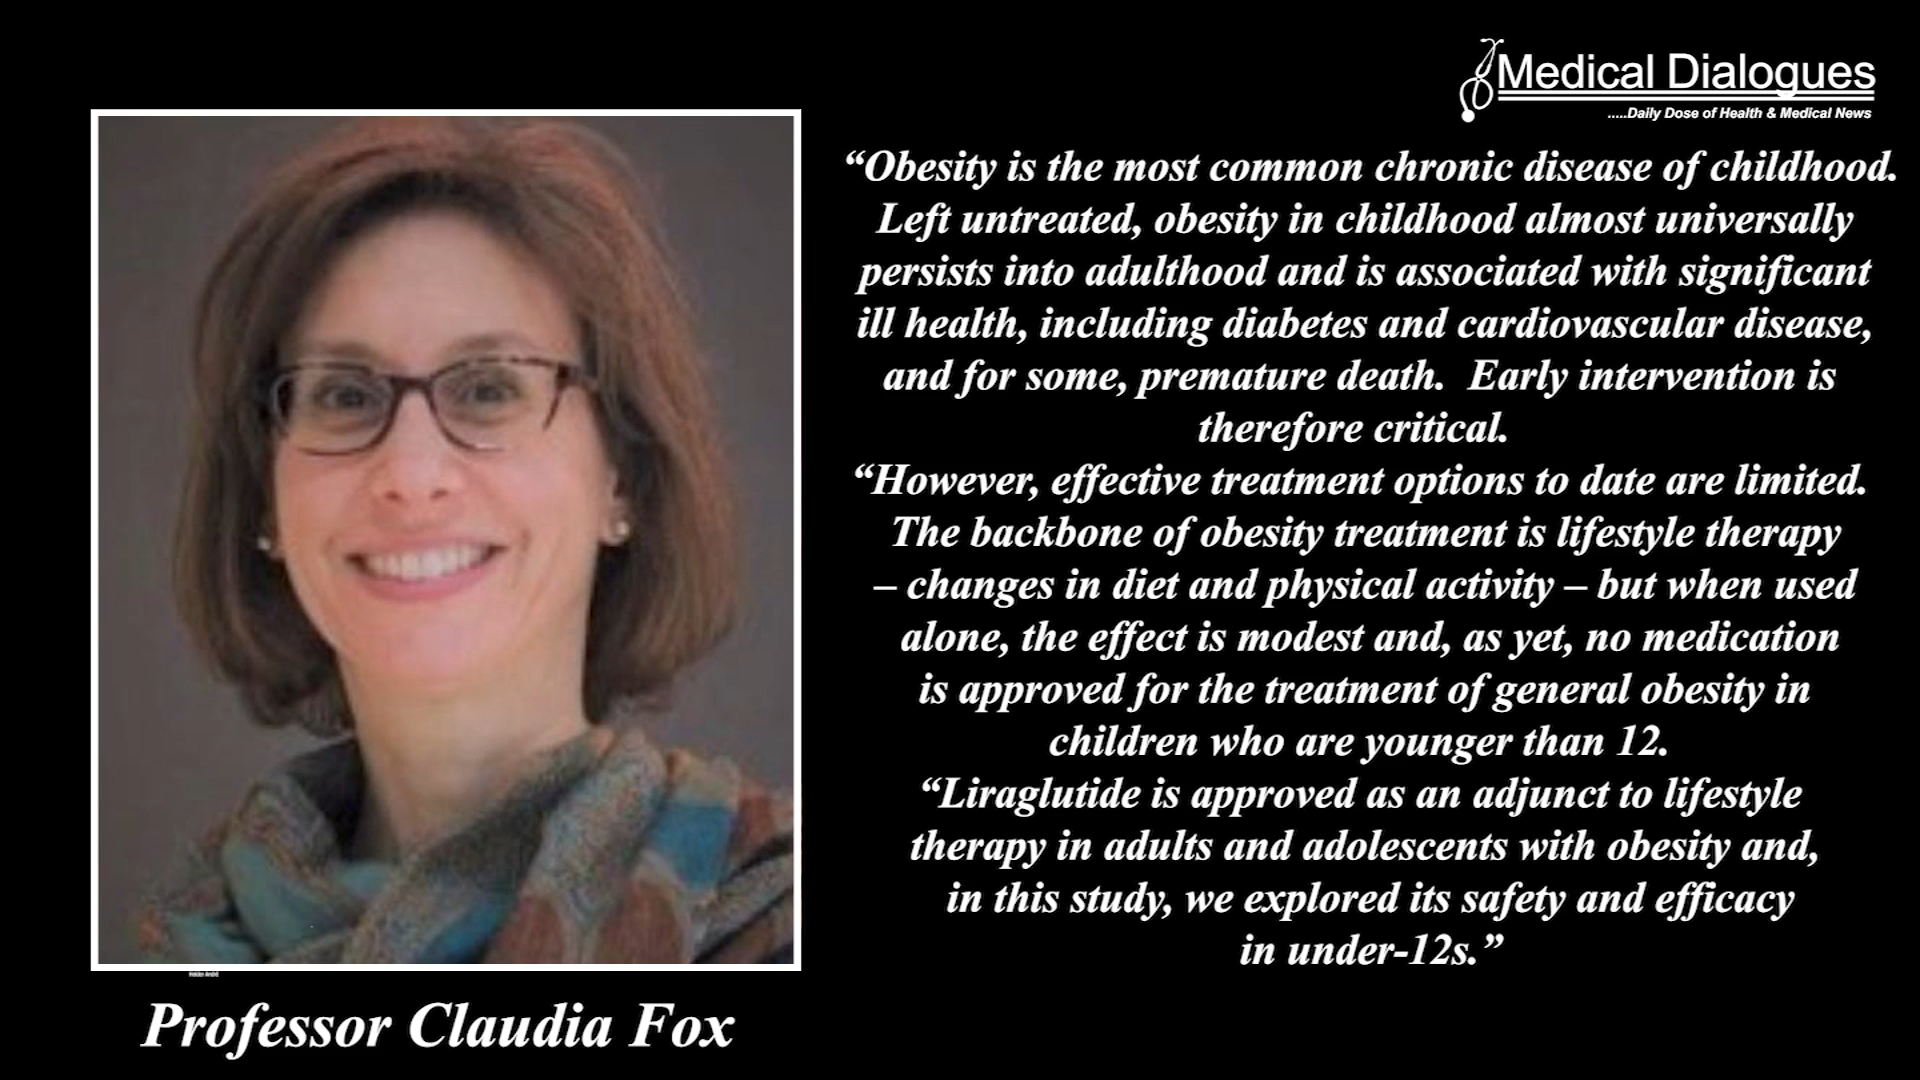 Medical Dialogues
.....Daily Dose of Health & Medical News
“Obesity is the most common chronic disease of childhood.
Left untreated, obesity in childhood almost universally
persists into adulthood and is associated with significant
ill health, including diabetes and cardiovascular disease,
and for some, premature death.  Early intervention is
therefore critical.
“However, effective treatment options to date are limited.
The backbone of obesity treatment is lifestyle therapy
– changes in diet and physical activity – but when used
alone, the effect is modest and, as yet, no medication
is approved for the treatment of general obesity in
children who are younger than 12.
“Liraglutide is approved as an adjunct to lifestyle
therapy in adults and adolescents with obesity and,
in this study, we explored its safety and efficacy
in under-12s.”
Professor Claudia Fox